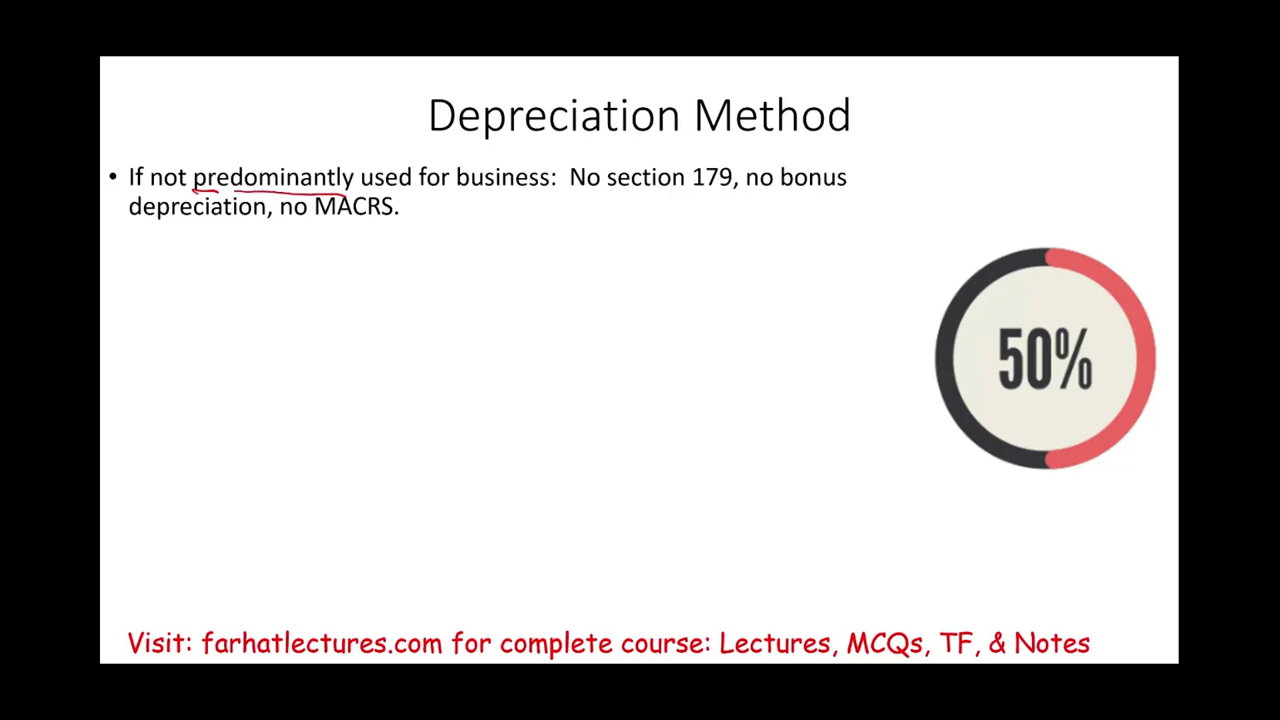 Depreciation Method
• If not predominantly used for business: No section 179, no bonus
depreciation, no MACRS.
50%
Visit: farhatlectures.com for complete course: Lectures, MCQs, TF, & Notes